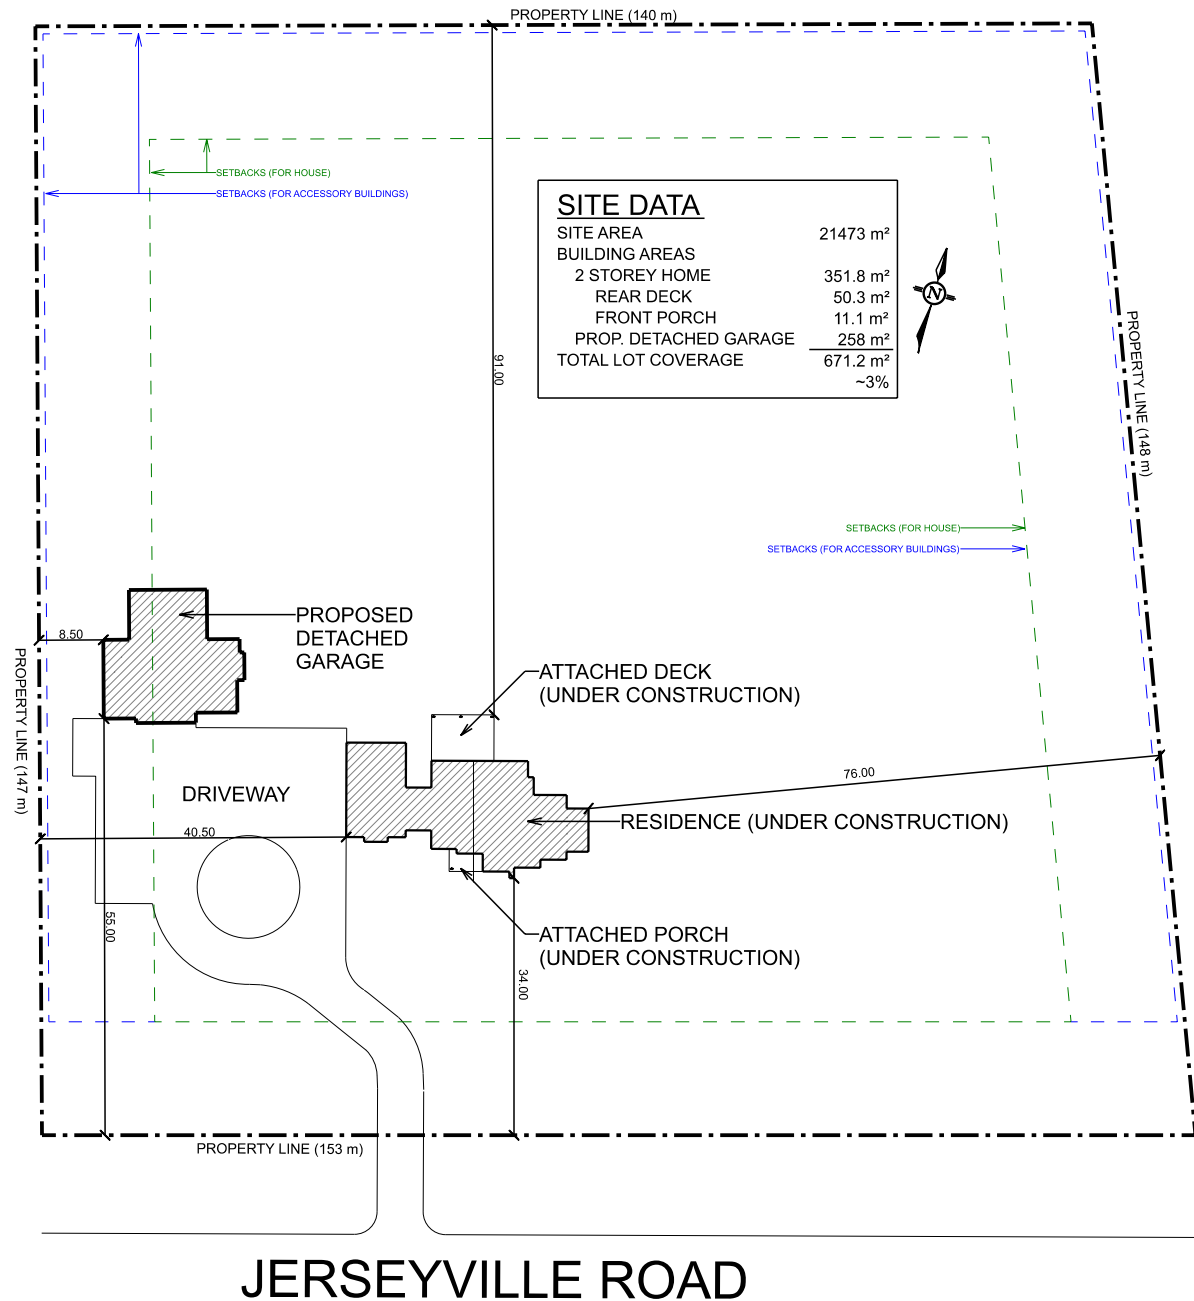 PROPERTY LINE (140 m)
SETBACKS (FOR HOUSE)
SETBACKS (FOR ACCESSORY BUILDINGS)
SITE DATA
SITE AREA 21473 m²
BUILDING AREAS
2 STOREY HOME 351.8 m²
REAR DECK 50.3 m²
FRONT PORCH 11.1 m²
PROP. DETACHED GARAGE 258 m²
TOTAL LOT COVERAGE 671.2 m²
~3%
N
91.00
PROPERTY LINE (148 m)
SETBACKS (FOR HOUSE)
SETBACKS (FOR ACCESSORY BUILDINGS)
PROPOSED
DETACHED
GARAGE
8.50
PROPERTY LINE (147 m)
ATTACHED DECK
(UNDER CONSTRUCTION)
76.00
DRIVEWAY
RESIDENCE (UNDER CONSTRUCTION)
40.50
55.00
ATTACHED PORCH
(UNDER CONSTRUCTION)
34.00
PROPERTY LINE (153 m)
JERSEYVILLE ROAD